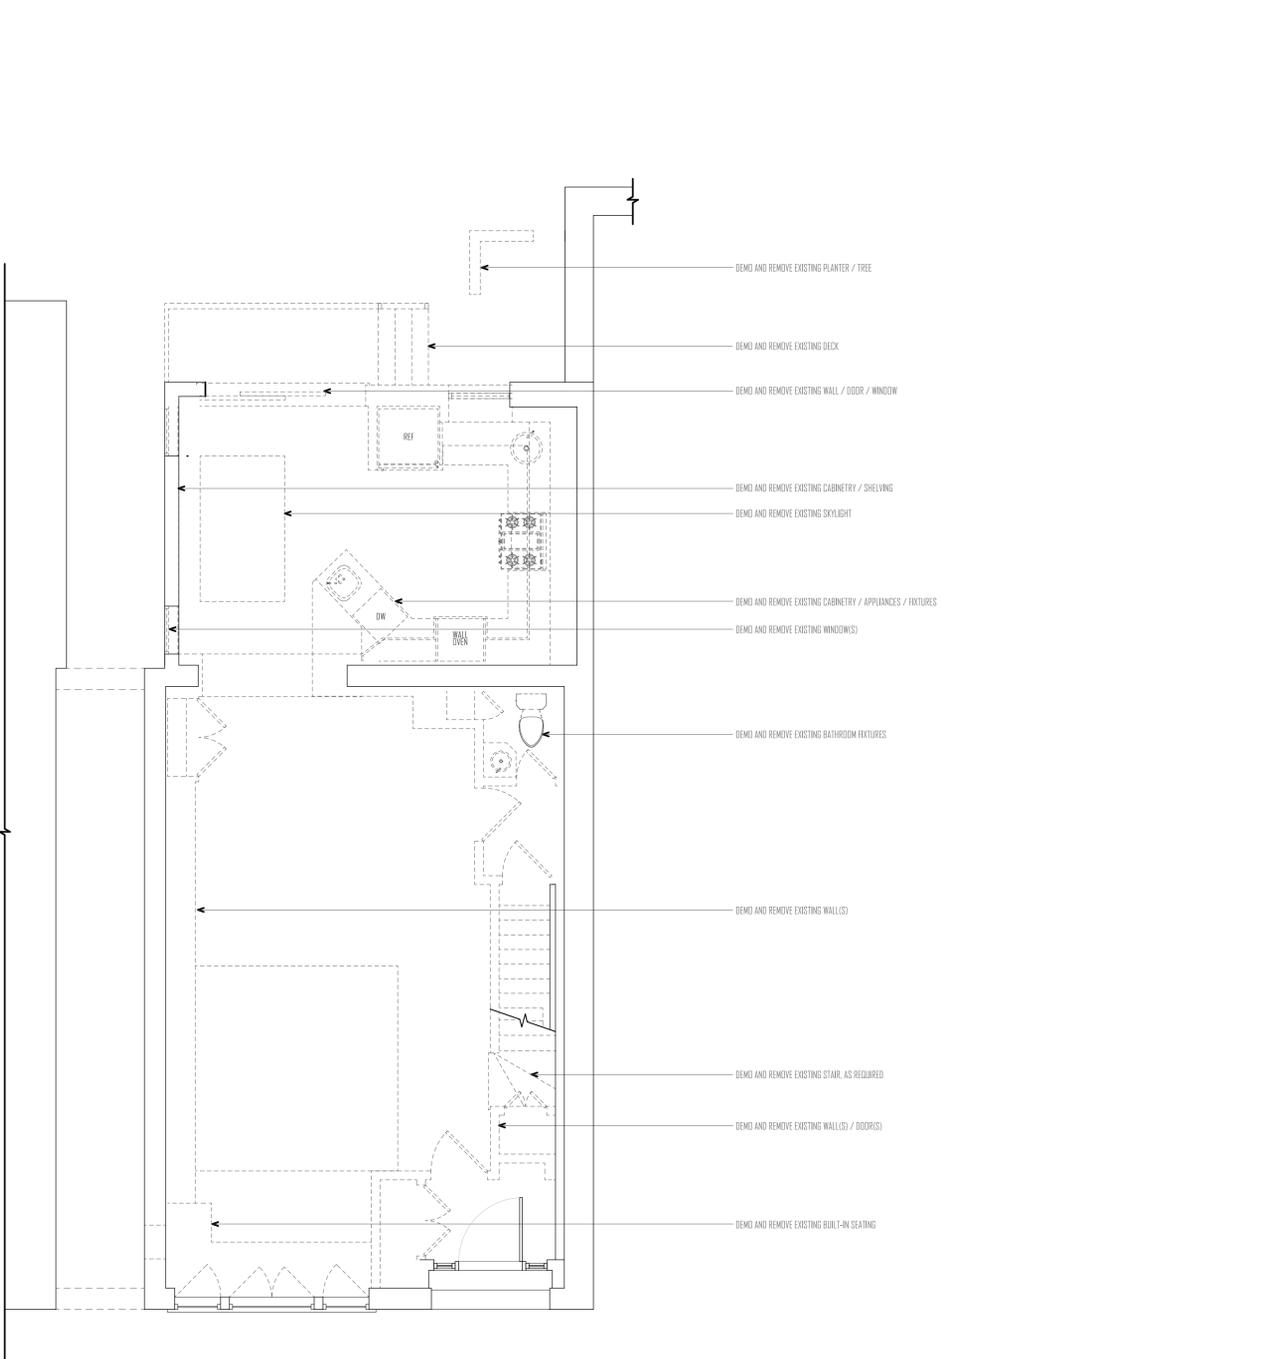 DEMO AND REMOVE EXISTING PLANTER / TREE
DEMO AND REMOVE EXISTING DECK
DEMO AND REMOVE EXISTING WALL / DOOR / WINDOW
REF
DEMO AND REMOVE EXISTING CABINETRY / SHELVING
DEMO AND REMOVE EXISTING SKYLIGHT
DEMO AND REMOVE EXISTING CABINETRY / APPLIANCES / FIXTURES
DW
DEMO AND REMOVE EXISTING WINDOW(S)
WALL
OVEN
DEMO AND REMOVE EXISTING BATHROOM FIXTURES
DEMO AND REMOVE EXISTING WALL(S)
DEMO AND REMOVE EXISTING STAIR, AS REQUIRED
DEMO AND REMOVE EXISTING WALL(S) / DOOR(S)
DEMO AND REMOVE EXISTING BUILT-IN SEATING